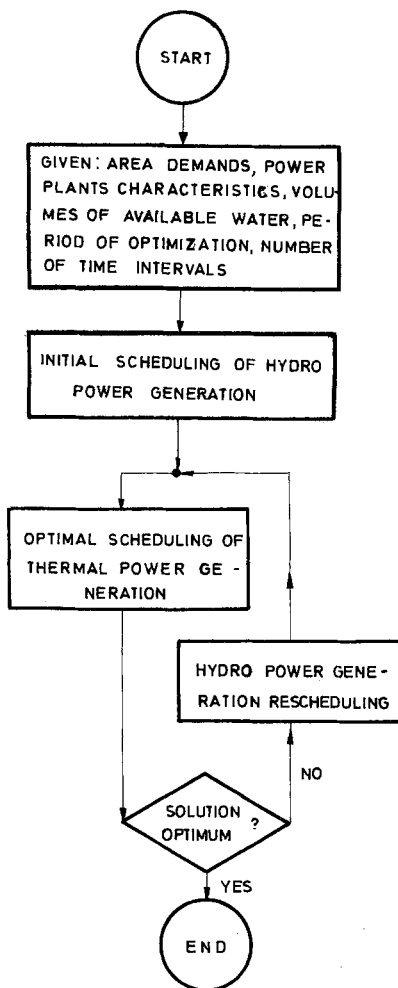 START
GIVEN: AREA DEMANDS, POWER
PLANTS CHARACTERISTICS, VOLU-
MES OF AVAILABLE WATER, PE-
RIOD OF OPTIMIZATION, NUMBER
OF TIME INTERVALS
INITIAL SCHEDULING OF HYDRO
POWER GENERATION
OPTIMAL SCHEDULING OF
THERMAL POWER GE-
NERATION
HYDRO POWER GENE-
RATION RESCHEDULING
NO
SOLUTION
OPTIMUM ?
YES
END